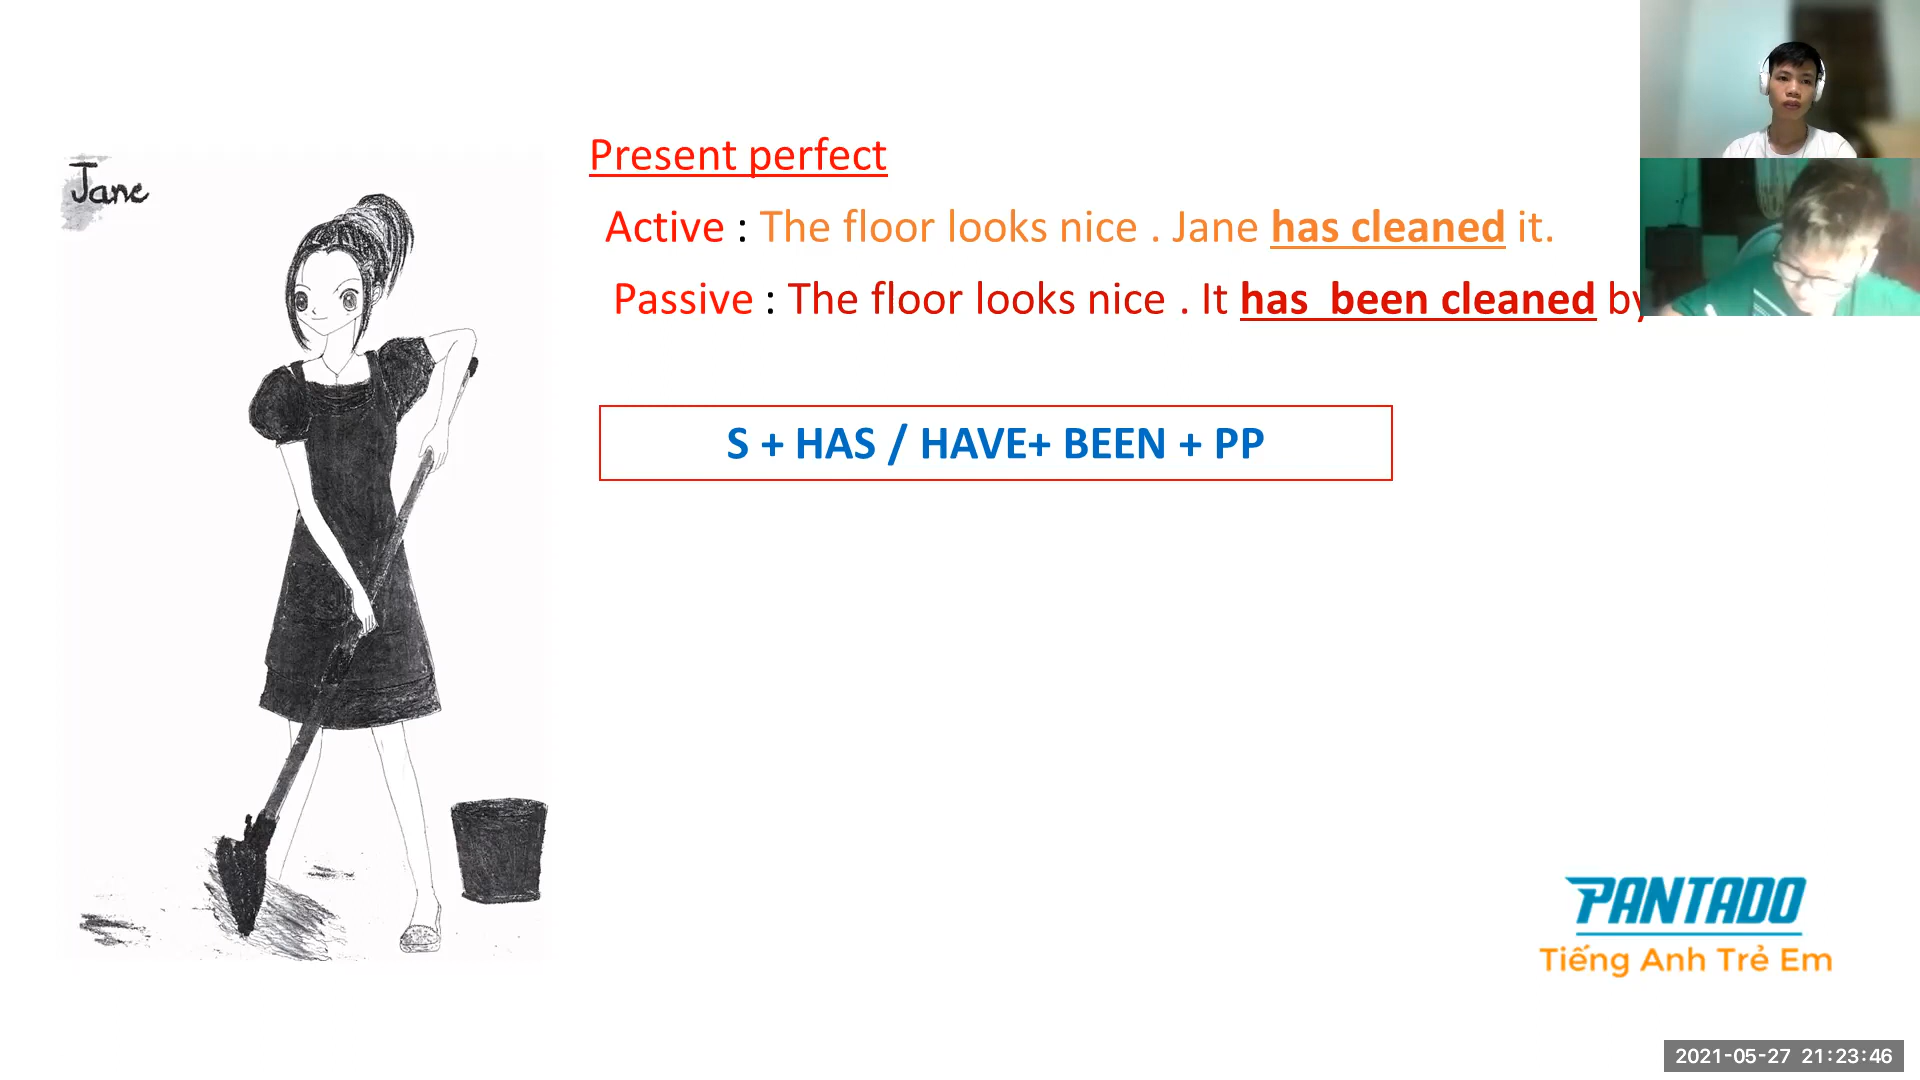 Jane
Present perfect
Active : The floor looks nice . Jane has cleaned it.
Passive : The floor looks nice . It has been cleaned by
S + HAS / HAVE+ BEEN + PP
PANTADO
Tiếng Anh Trẻ Em
2021-05-27 21:23:46